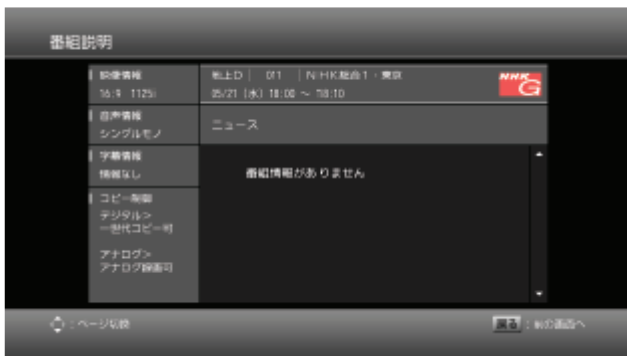 番組説明
映像情報
16:9 1125i
地上D 011 NHK総合1・東京
05/21 (水) 18:00 ~ 18:10
NHK
G
音声情報
シングルモノ
ニュース
字幕情報
情報なし
番組情報がありません
コピー制御
デジタル>
一世代コピー可
アナログ>
アナログ録画可
: ページ切換
戻る : 前の画面へ